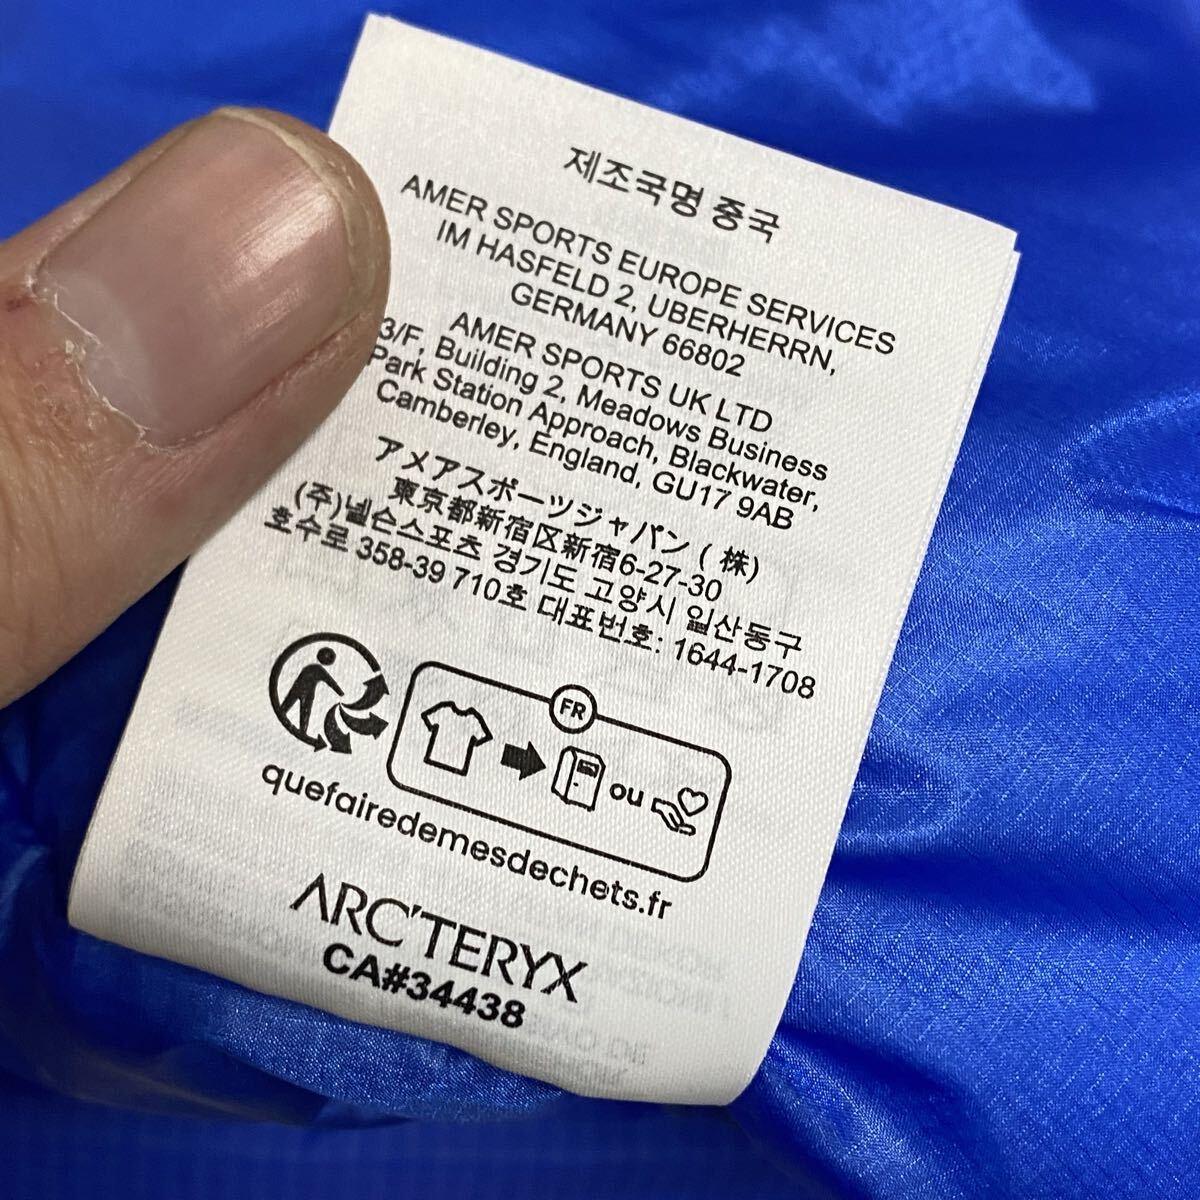 제조국명 중국
AMER SPORTS EUROPE SERVICES
IM HASFELD 2, UBERHERRN,
GERMANY 66802
AMER SPORTS UK LTD
3/F, Building 2, Meadows Business
Park Station Approach, Blackwater,
Camberley, England, GU17 9AB
アメアスポーツジャパン ( 株)
東京都新宿区新宿6-27-30
(주)넬슨스포츠 경기도 고양시 일산동구
호수로 358-39 710호 대표번호: 1644-1708
FR
ou
quefairedemesdechets.fr
ARC'TERYX
CA#34438